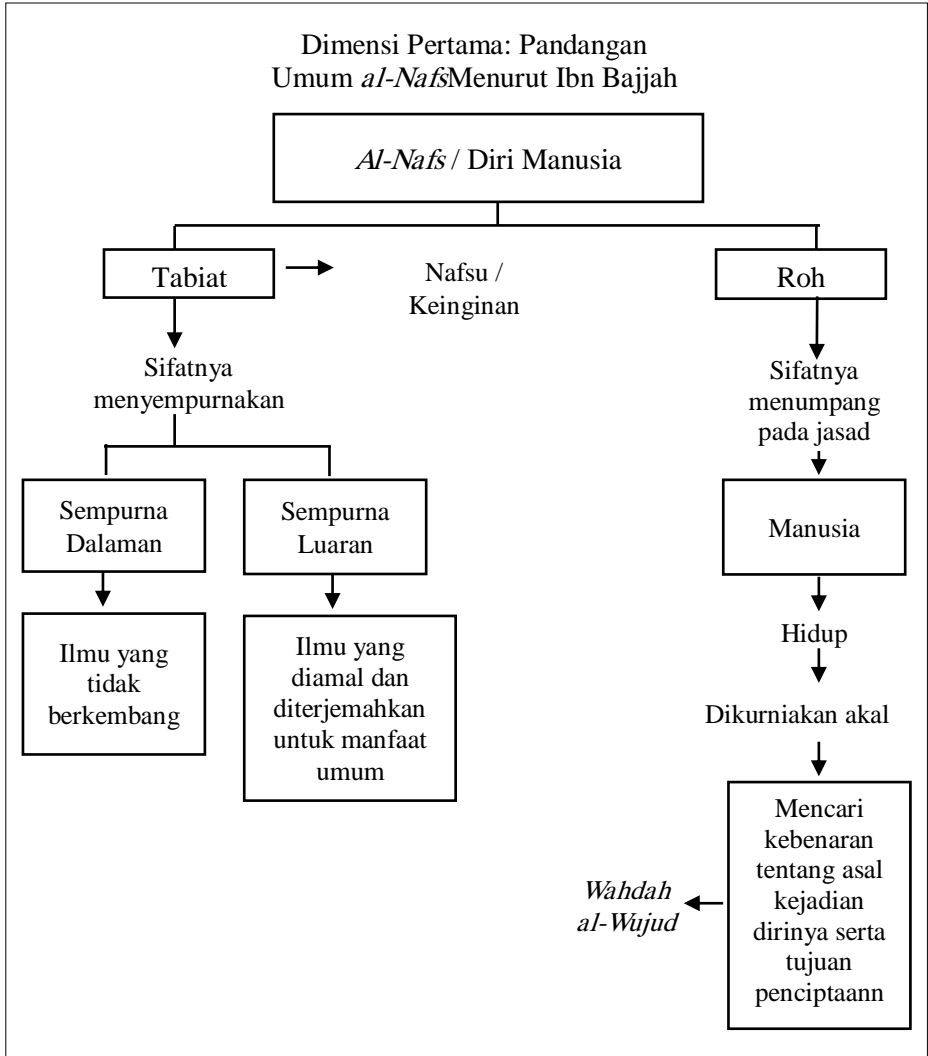 Dimensi Pertama: Pandangan
Umum al-NafsMenurut Ibn Bajjah
Al-Nafs / Diri Manusia
Tabiat
Nafsu /
Keinginan
Roh
Sifatnya
menyempurnakan
Sifatnya
menumpang
pada jasad
Sempurna
Dalaman
Sempurna
Luaran
Manusia
Ilmu yang
tidak
berkembang
Ilmu yang
diamal dan
diterjemahkan
untuk manfaat
umum
Hidup
Dikurniakan akal
Mencari
kebenaran
tentang asal
kejadian
dirinya serta
tujuan
penciptaann
Wahdah
al-Wujud